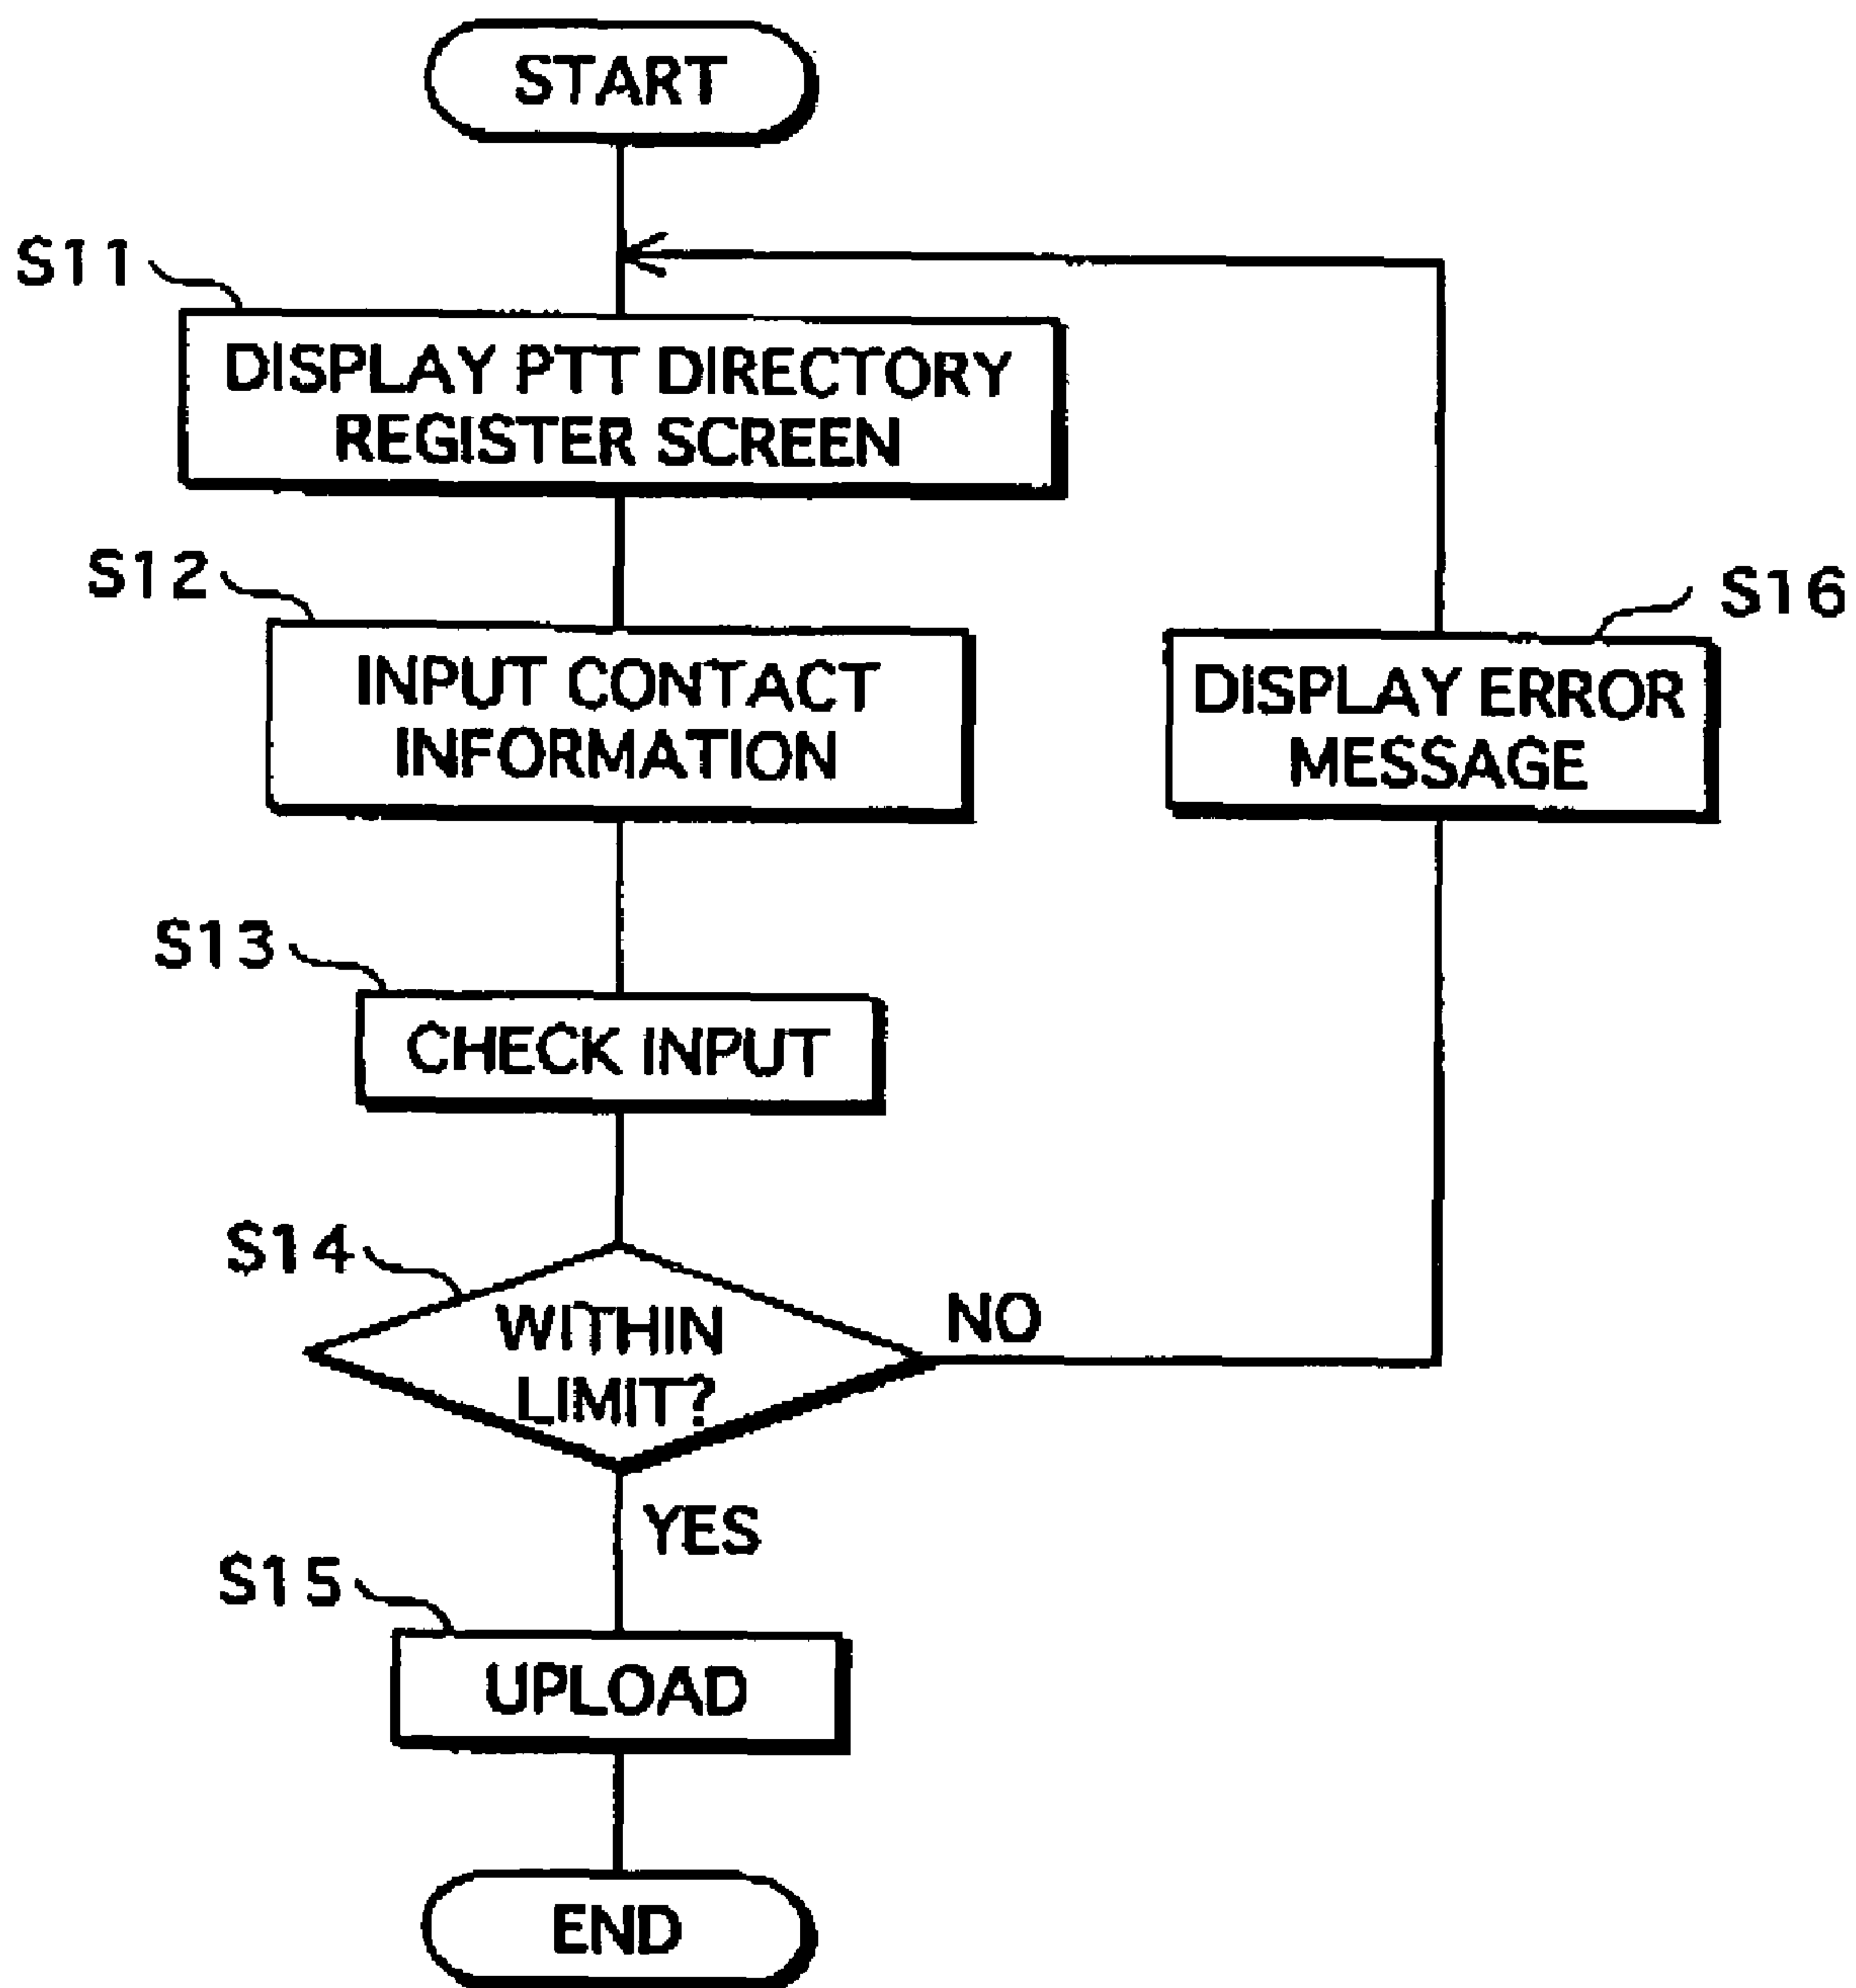 START
S11
DISPLAY PTT DIRECTORY
REGISTER SCREEN
S12
INPUT CONTACT
INFORMATION
S16
DISPLAY ERROR
MESSAGE
S13
CHECK INPUT
S14
WITHIN
LIMIT?
NO
YES
S15
UPLOAD
END